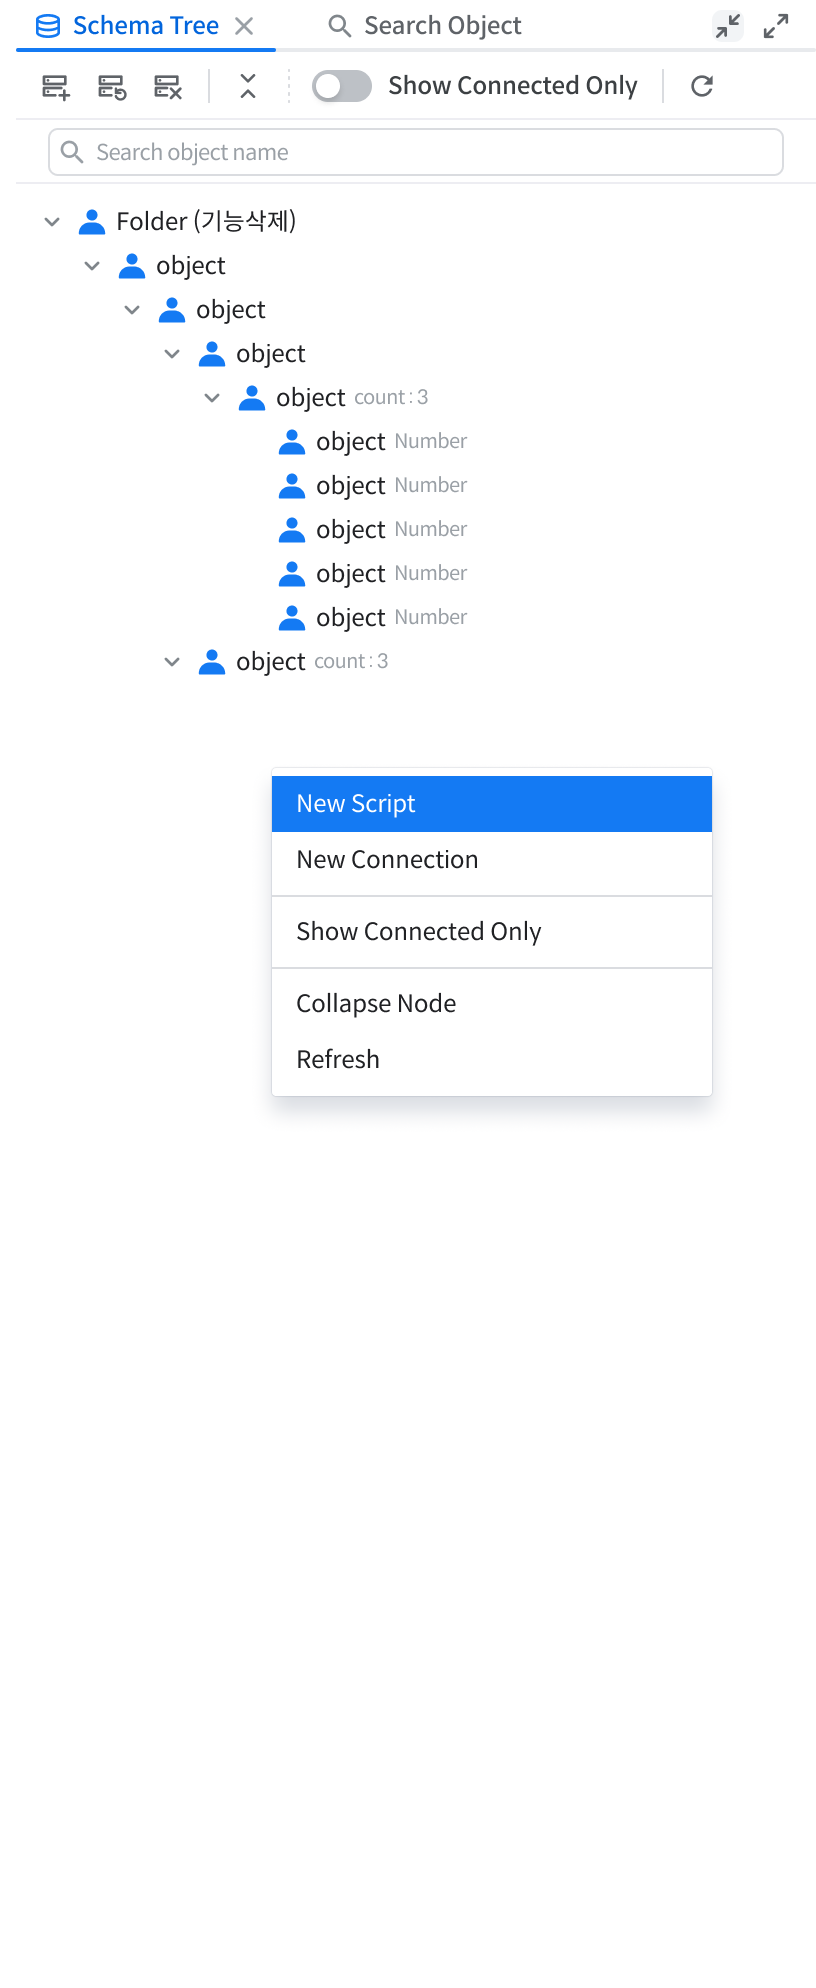 Schema Tree
Search Object
Show Connected Only
Search object name
Folder (기능삭제)
object
object
object
object count : 3
object Number
object Number
object Number
object Number
object Number
object count : 3
New Script
New Connection
Show Connected Only
Collapse Node
Refresh